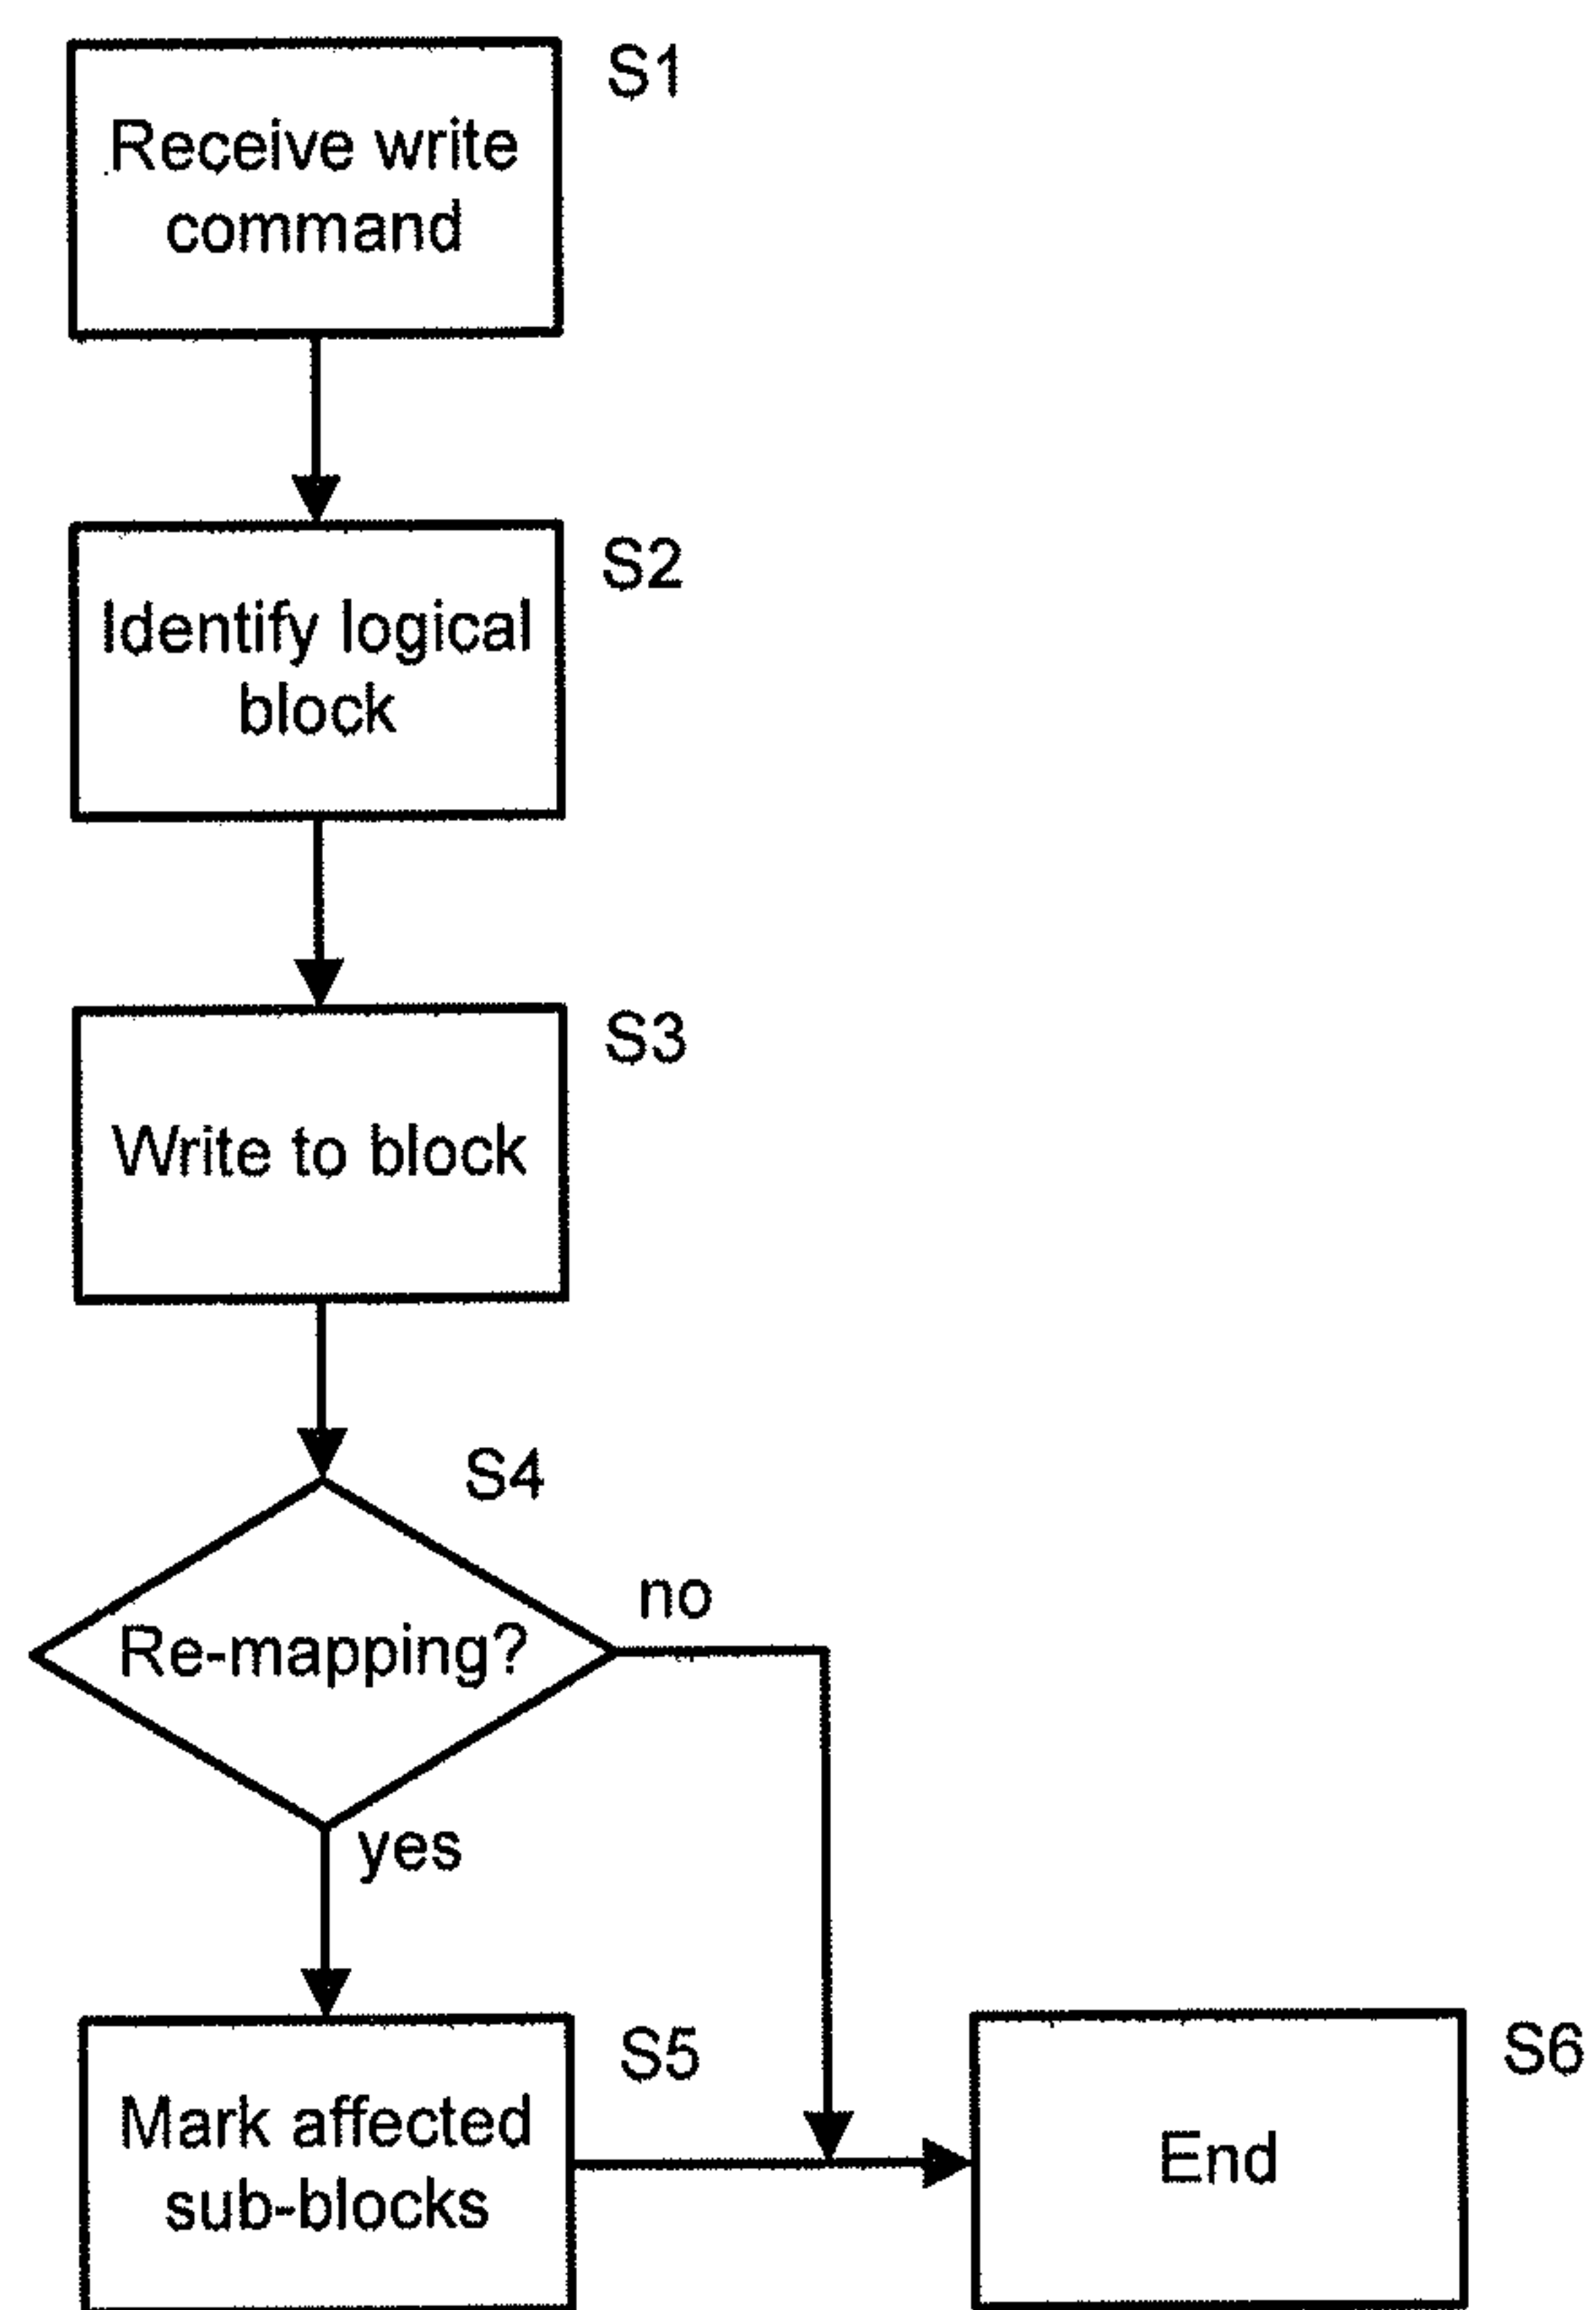 S1
Receive write
command
S2
Identify logical
block
S3
Write to block
S4
Re-mapping?
no
yes
S5
Mark affected
sub-blocks
S6
End